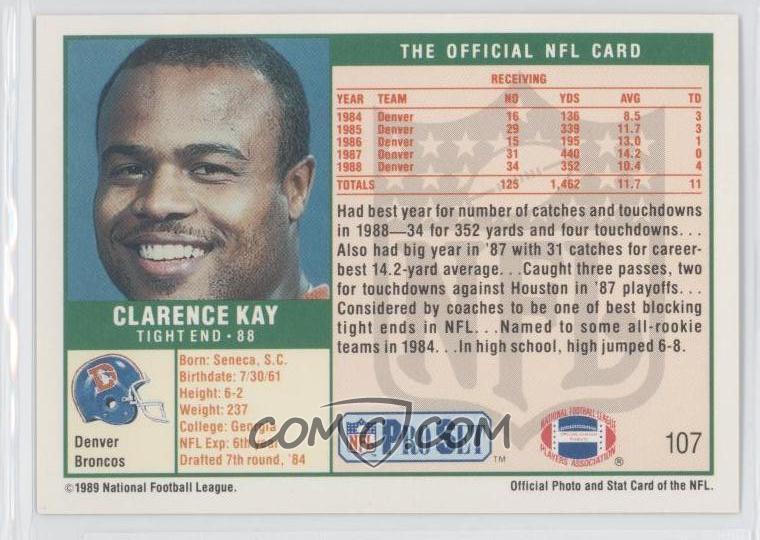 THE OFFICIAL NFL CARD
RECEIVING
YEAR TEAM NO YDS AVG TD
1984 Denver 16 136 8.5 3
1985 Denver 29 339 11.7 3
1986 Denver 15 195 13.0 1
1987 Denver 31 440 14.2 0
1988 Denver 34 352 10.4 4
TOTALS 125 1,462 11.7 11
Had best year for number of catches and touchdowns
in 1988—34 for 352 yards and four touchdowns. . .
Also had big year in '87 with 31 catches for career-
best 14.2-yard average. . .Caught three passes, two
for touchdowns against Houston in '87 playoffs. . .
Considered by coaches to be one of best blocking
tight ends in NFL. . .Named to some all-rookie
teams in 1984. . .In high school, high jumped 6-8.
CLARENCE KAY
TIGHT END • 88
Denver
Broncos
Born: Seneca, S.C.
Birthdate: 7/30/61
Height: 6-2
Weight: 237
College: Georgia
NFL Exp: 6th year
Drafted 7th round, '84
COMC.COM
NFL PRO SET ™
NATIONAL FOOTBALL LEAGUE
PLAYERS ASSOCIATION ®
107
©1989 National Football League.
Official Photo and Stat Card of the NFL.
NFL